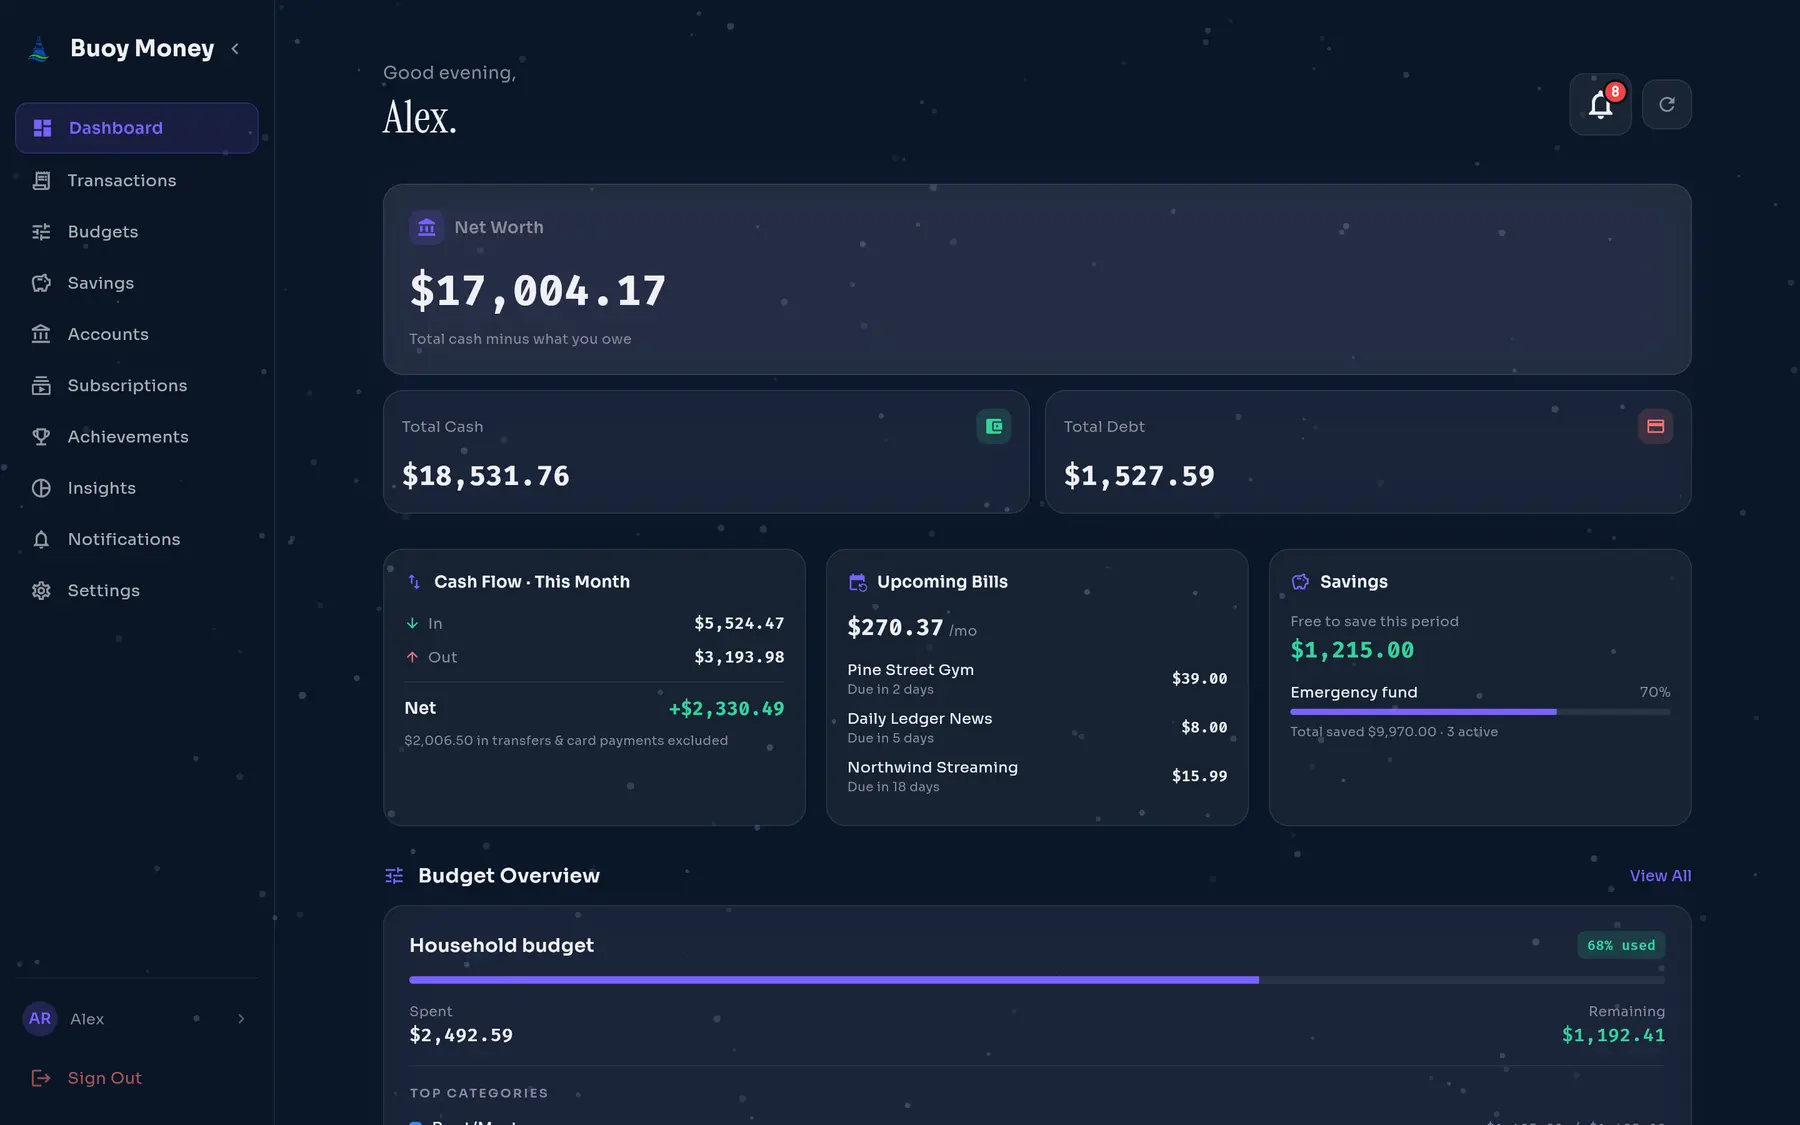 Buoy Money
Dashboard
Transactions
Budgets
Savings
Accounts
Subscriptions
Achievements
Insights
Notifications
Settings
AR Alex
Sign Out
Good evening,
Alex.
8
Net Worth
$17,004.17
Total cash minus what you owe
Total Cash
$18,531.76
Total Debt
$1,527.59
Cash Flow · This Month
In $5,524.47
Out $3,193.98
Net +$2,330.49
$2,006.50 in transfers & card payments excluded
Upcoming Bills
$270.37 /mo
Pine Street Gym $39.00
Due in 2 days
Daily Ledger News $8.00
Due in 5 days
Northwind Streaming $15.99
Due in 18 days
Savings
Free to save this period
$1,215.00
Emergency fund 70%
Total saved $9,970.00 · 3 active
Budget Overview View All
Household budget 68% used
Spent Remaining
$2,492.59 $1,192.41
TOP CATEGORIES